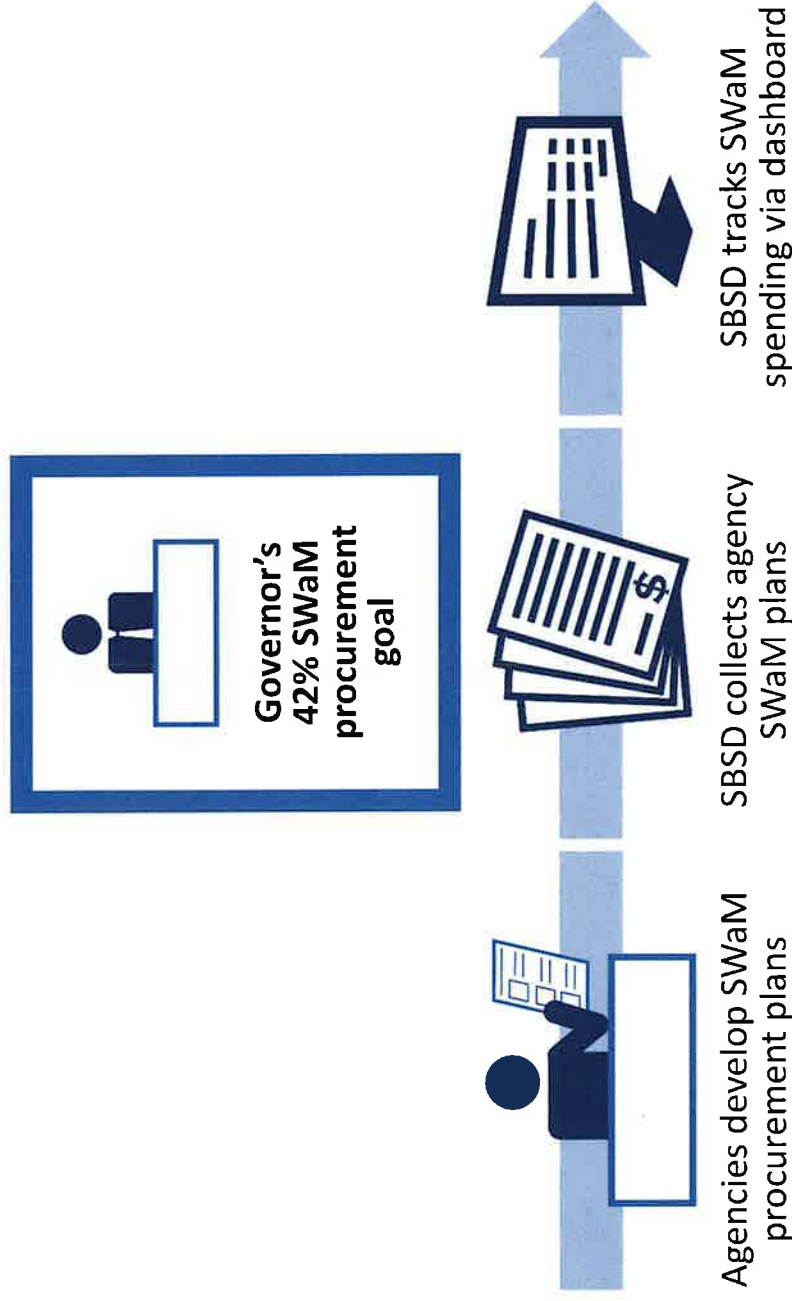 Governor's
42% SWaM
procurement
goal
Agencies develop SWaM
procurement plans
SBSD collects agency
SWaM plans
$
SBSD tracks SWaM
spending via dashboard